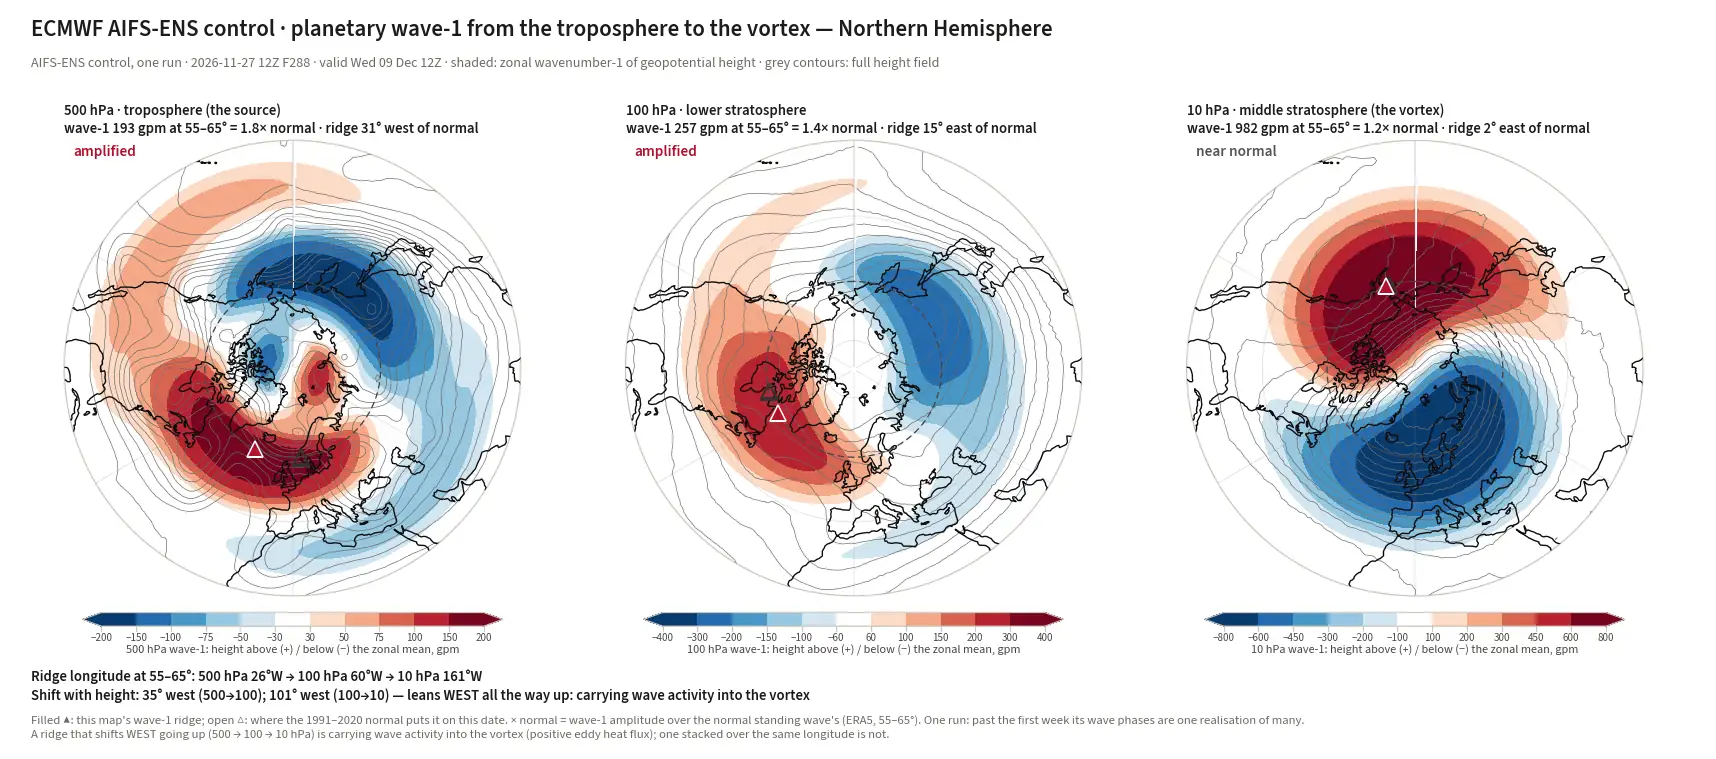 ECMWF AIFS-ENS control · planetary wave-1 from the troposphere to the vortex — Northern Hemisphere
AIFS-ENS control, one run · 2026-11-27 12Z F288 · valid Wed 09 Dec 12Z · shaded: zonal wavenumber-1 of geopotential height · grey contours: full height field
500 hPa · troposphere (the source)
wave-1 193 gpm at 55–65° = 1.8× normal · ridge 31° west of normal
amplified
100 hPa · lower stratosphere
wave-1 257 gpm at 55–65° = 1.4× normal · ridge 15° east of normal
amplified
10 hPa · middle stratosphere (the vortex)
wave-1 982 gpm at 55–65° = 1.2× normal · ridge 2° east of normal
near normal
−200 −150 −100 −75 −50 −30 30 50 75 100 150 200
500 hPa wave-1: height above (+) / below (−) the zonal mean, gpm
−400 −300 −200 −150 −100 −60 60 100 150 200 300 400
100 hPa wave-1: height above (+) / below (−) the zonal mean, gpm
−800 −600 −450 −300 −200 −100 100 200 300 450 600 800
10 hPa wave-1: height above (+) / below (−) the zonal mean, gpm
Ridge longitude at 55–65°: 500 hPa 26°W → 100 hPa 60°W → 10 hPa 161°W
Shift with height: 35° west (500→100); 101° west (100→10) — leans WEST all the way up: carrying wave activity into the vortex
Filled ▲: this map's wave-1 ridge; open △: where the 1991–2020 normal puts it on this date. × normal = wave-1 amplitude over the normal standing wave's (ERA5, 55–65°). One run: past the first week its wave phases are one realisation of many.
A ridge that shifts WEST going up (500 → 100 → 10 hPa) is carrying wave activity into the vortex (positive eddy heat flux); one stacked over the same longitude is not.